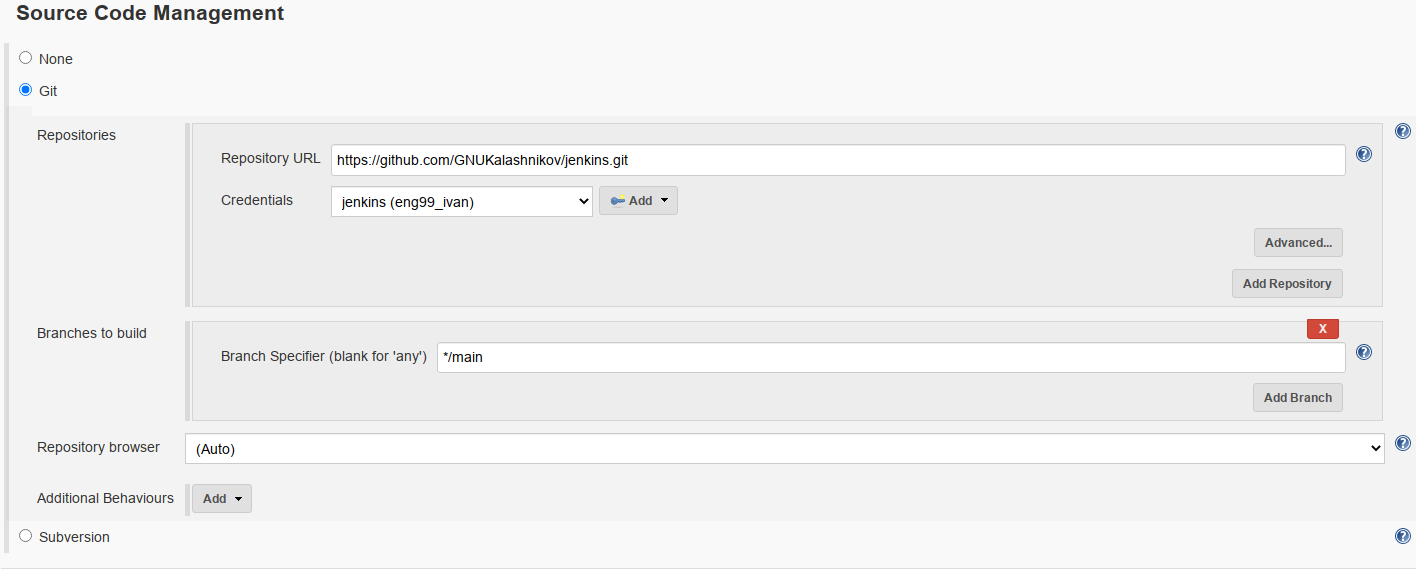 Source Code Management
None
Git
Repositories
Repository URL https://github.com/GNUKalashnikov/jenkins.git
Credentials jenkins (eng99_ivan) Add
Advanced...
Add Repository
Branches to build
X
Branch Specifier (blank for 'any') */main
Add Branch
Repository browser (Auto)
Additional Behaviours Add
Subversion